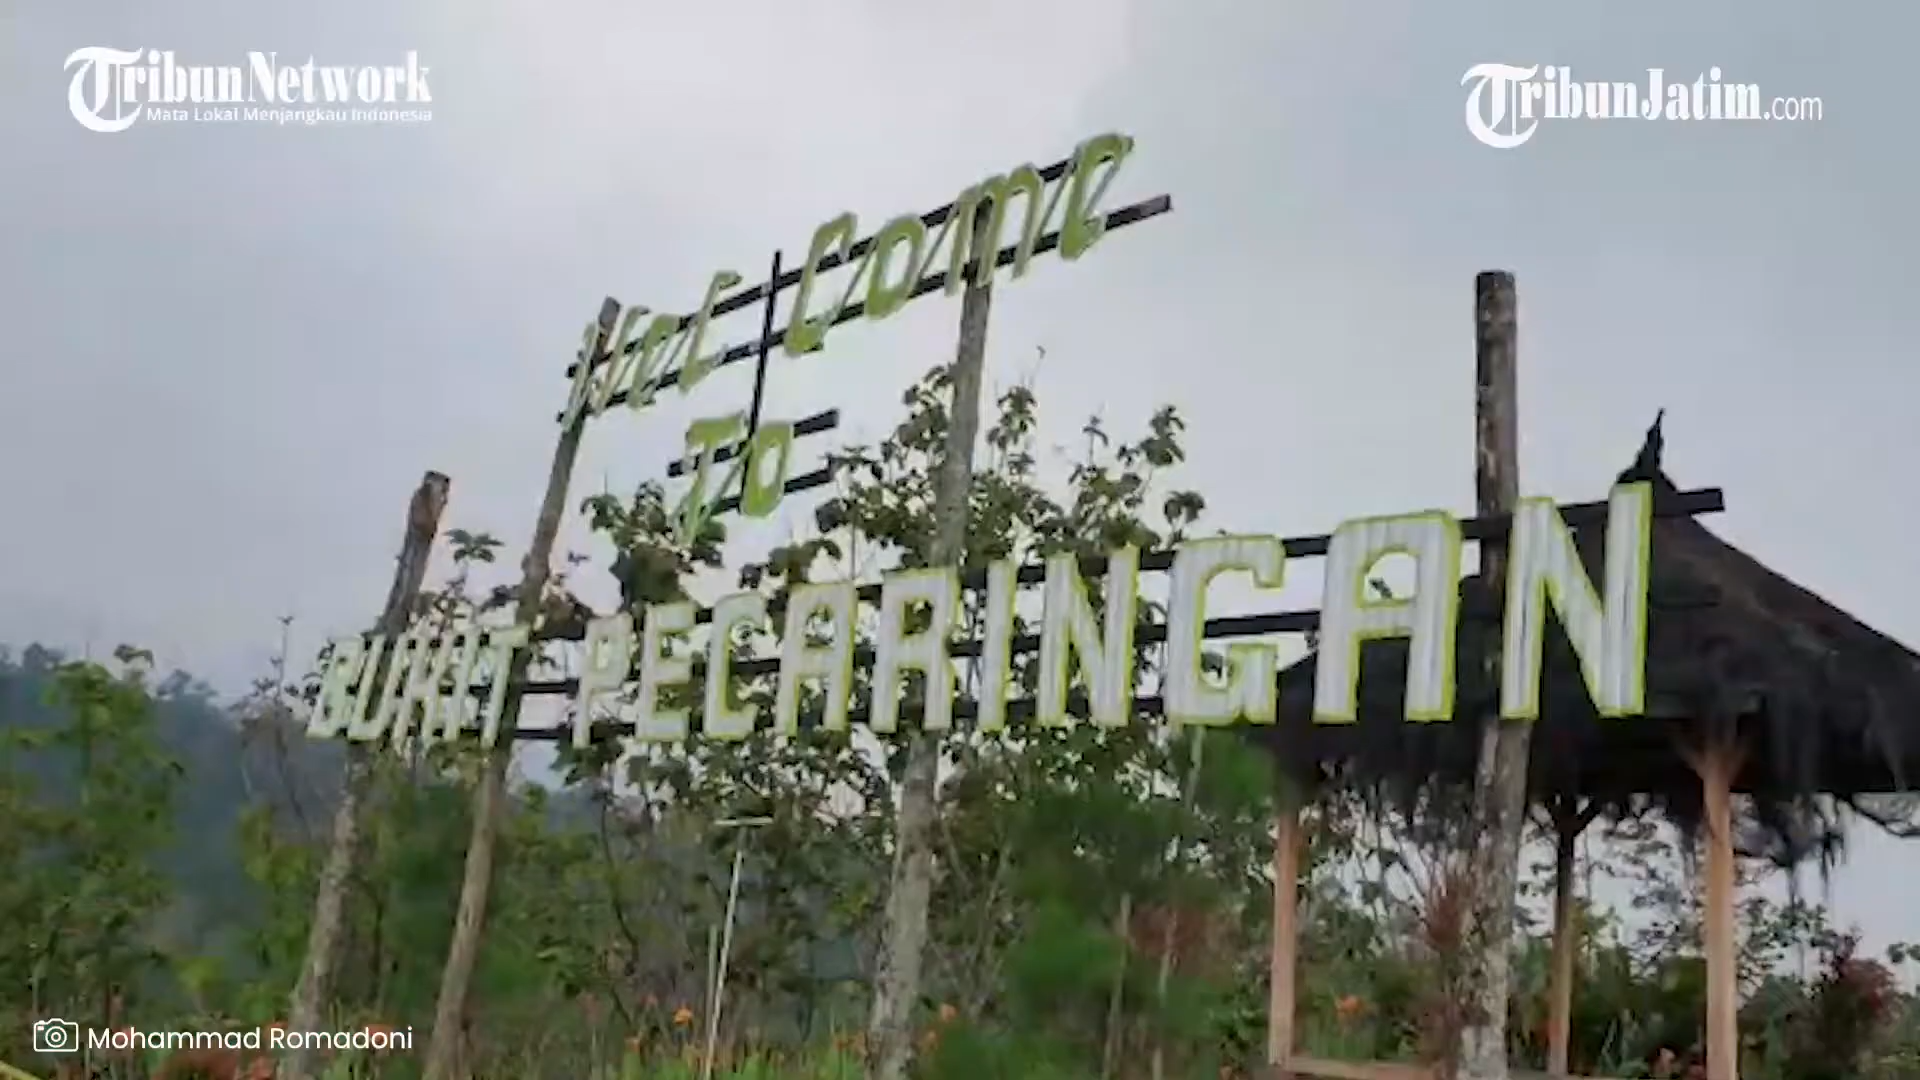 TribunNetwork
Mata Lokal Menjangkau Indonesia
TribunJatim.com
Wel Come
To
BUKIT PECARINGAN
Mohammad Romadoni